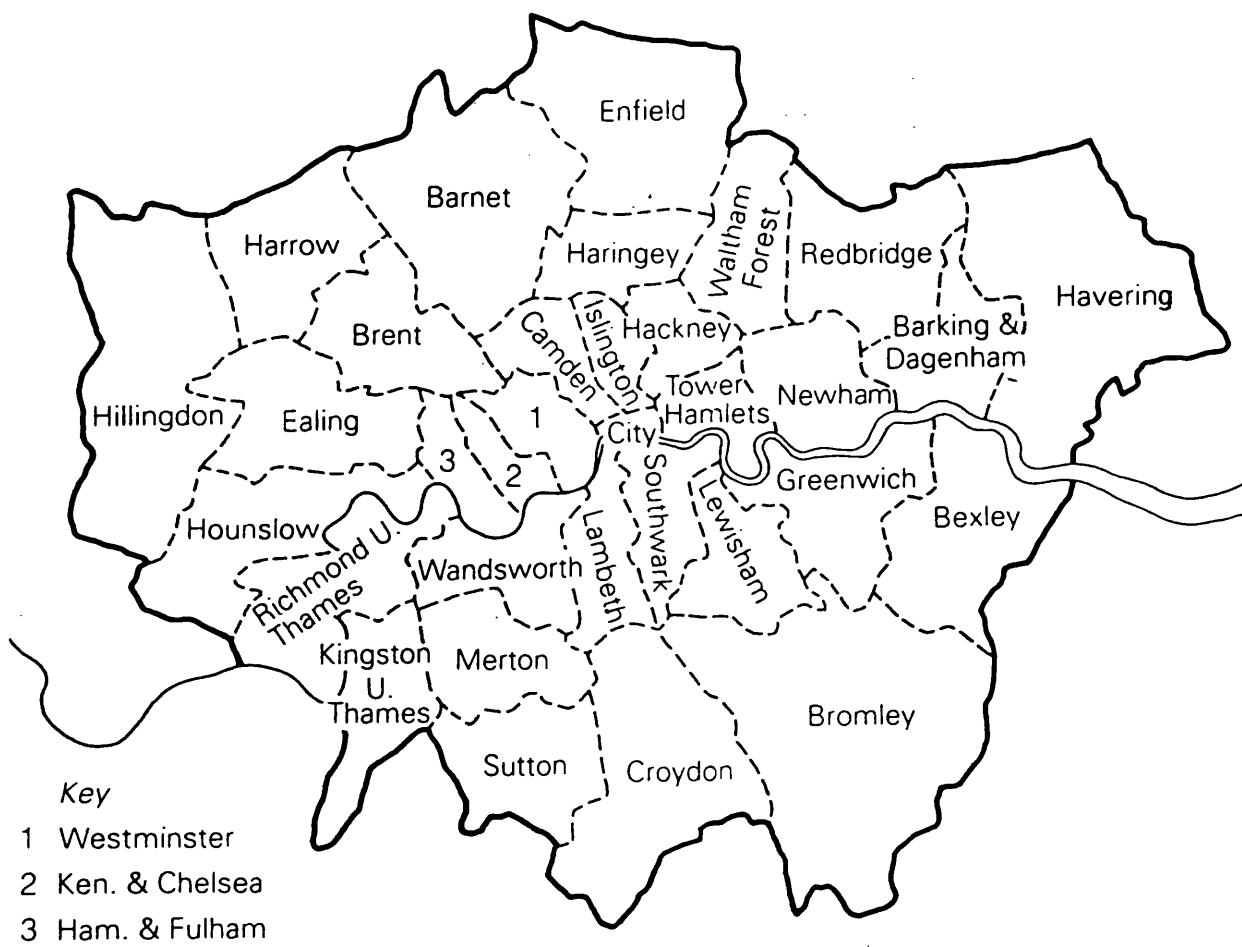 Enfield
Barnet
Harrow
Haringey
Waltham
Forest
Redbridge
Havering
Brent
Camden
Islington
Hackney
Barking &
Dagenham
Hillingdon
Ealing
1
Tower
Hamlets
Newham
City
3
2
Southwark
Greenwich
Hounslow
Richmond U.
Thames
Wandsworth
Lambeth
Lewisham
Bexley
Kingston
U.
Thames
Merton
Bromley
Sutton
Croydon
Key
1 Westminster
2 Ken. & Chelsea
3 Ham. & Fulham